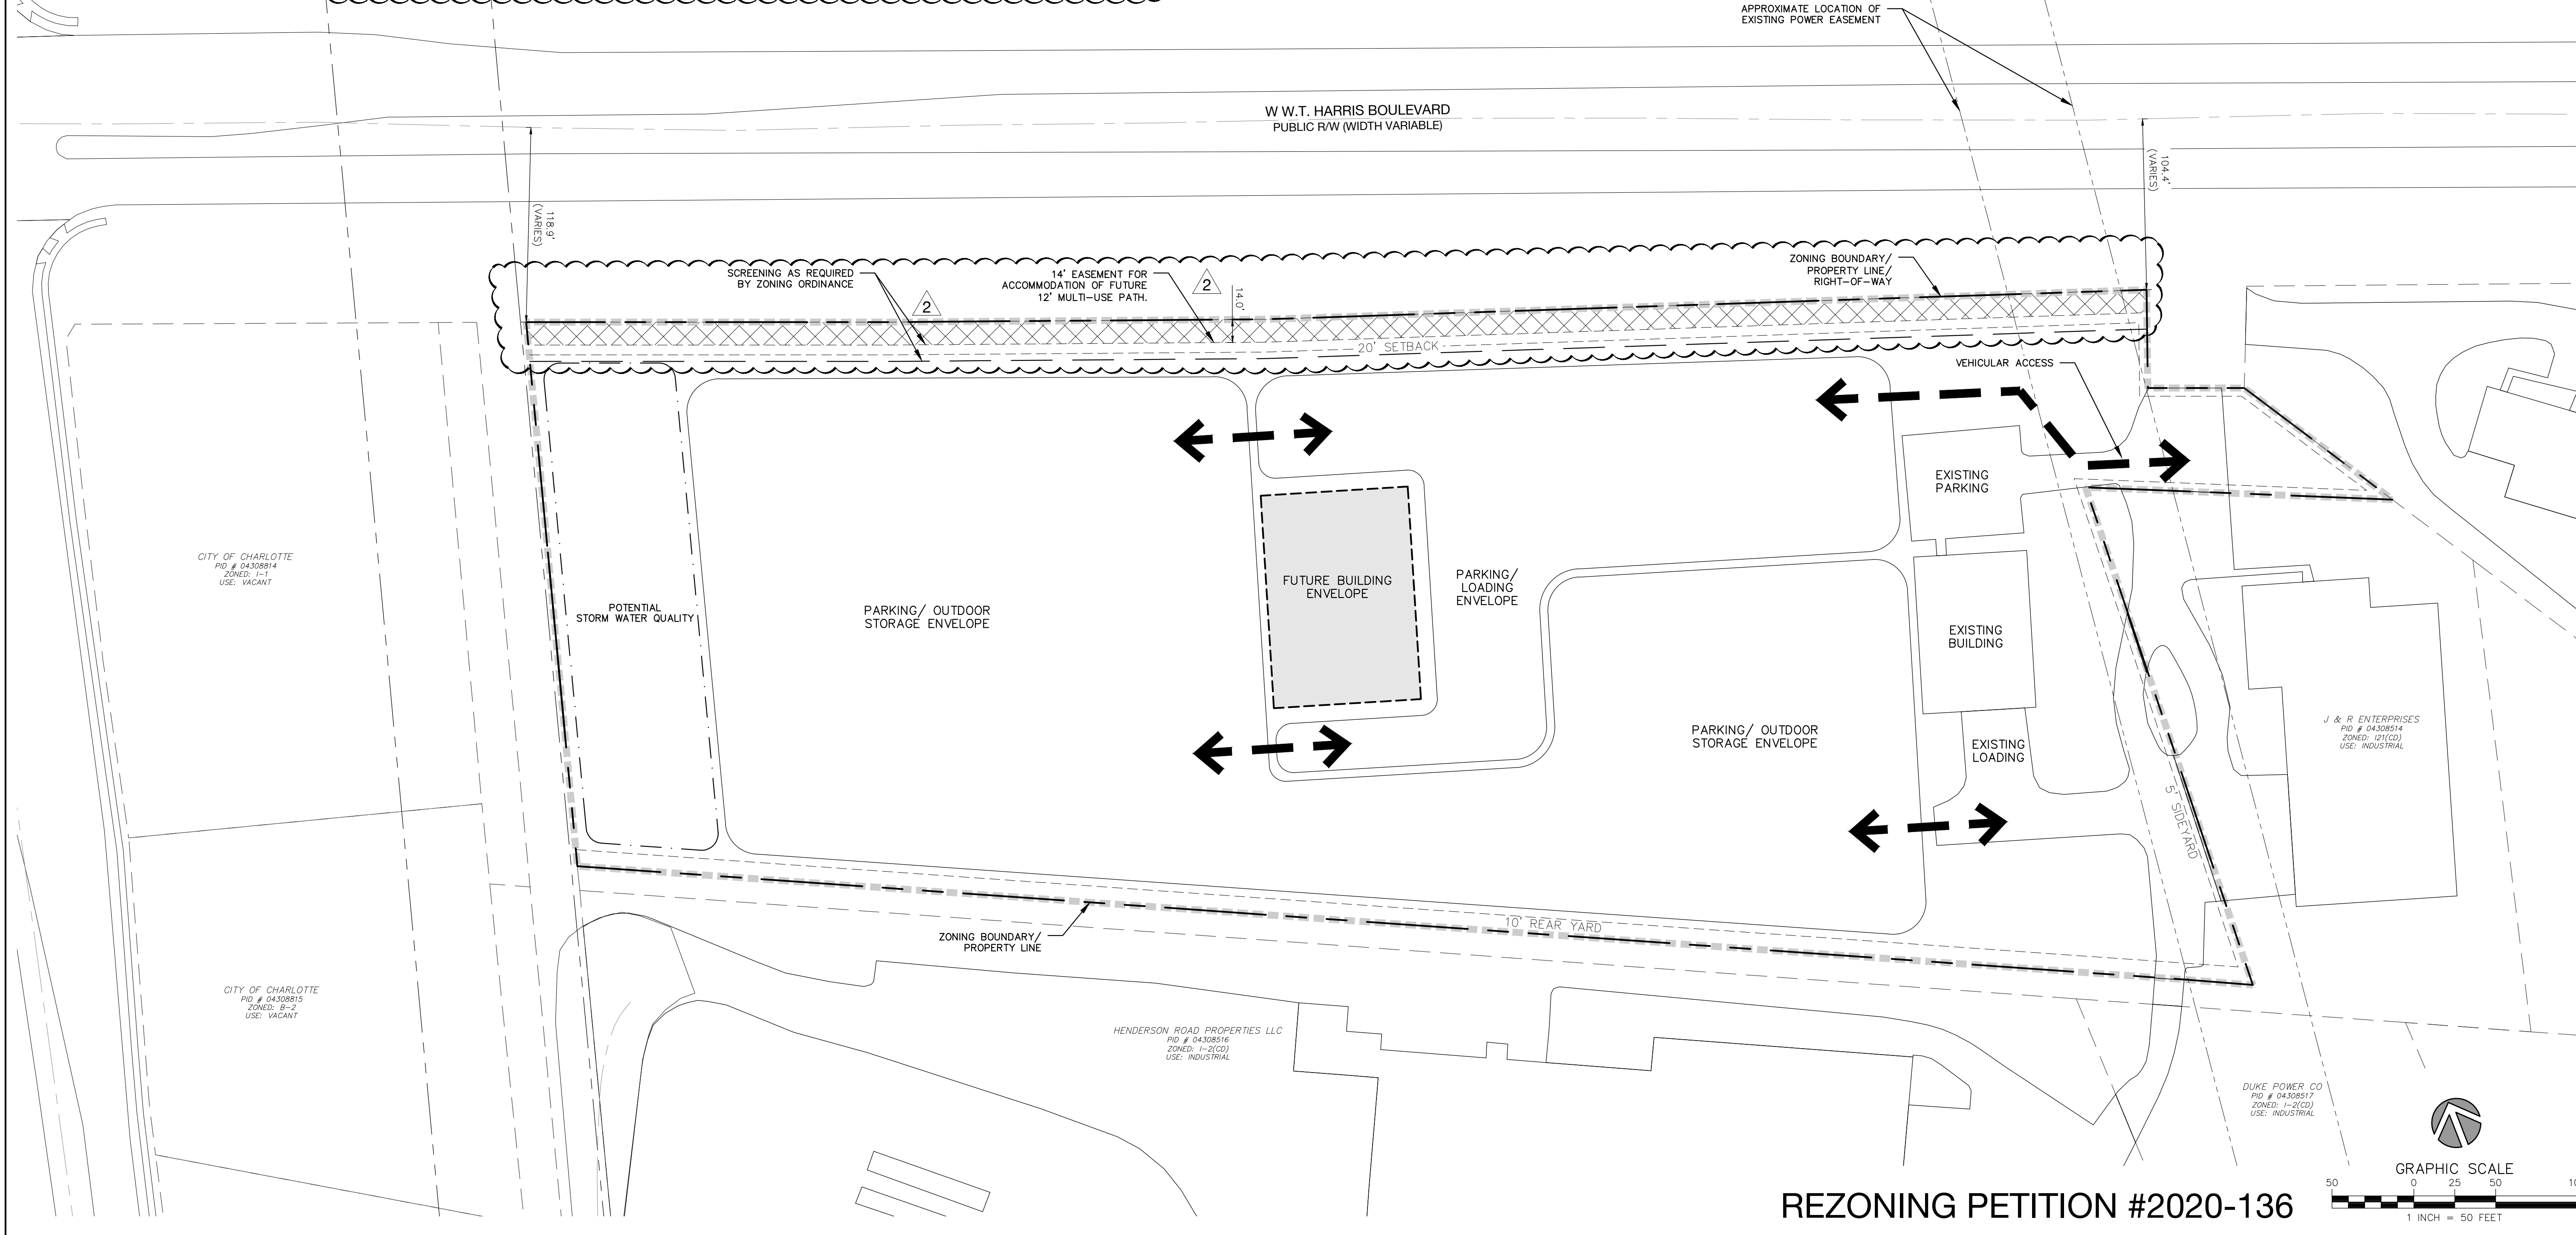 APPROXIMATE LOCATION OF
EXISTING POWER EASEMENT
W W.T. HARRIS BOULEVARD
PUBLIC R/W (WIDTH VARIABLE)
118.9'
(VARIES)
104.4'
(VARIES)
SCREENING AS REQUIRED
BY ZONING ORDINANCE
2
14' EASEMENT FOR
ACCOMMODATION OF FUTURE
12' MULTI-USE PATH.
2
14.0'
ZONING BOUNDARY/
PROPERTY LINE/
RIGHT-OF-WAY
20' SETBACK
VEHICULAR ACCESS
EXISTING
PARKING
CITY OF CHARLOTTE
PID # 04308814
ZONED: I-1
USE: VACANT
POTENTIAL
STORM WATER QUALITY
PARKING/ OUTDOOR
STORAGE ENVELOPE
FUTURE BUILDING
ENVELOPE
PARKING/
LOADING
ENVELOPE
EXISTING
BUILDING
PARKING/ OUTDOOR
STORAGE ENVELOPE
EXISTING
LOADING
J & R ENTERPRISES
PID # 04308514
ZONED: I21(CD)
USE: INDUSTRIAL
5' SIDEYARD
10' REAR YARD
ZONING BOUNDARY/
PROPERTY LINE
CITY OF CHARLOTTE
PID # 04308815
ZONED: B-2
USE: VACANT
HENDERSON ROAD PROPERTIES LLC
PID # 04308516
ZONED: I-2(CD)
USE: INDUSTRIAL
DUKE POWER CO
PID # 04308517
ZONED: I-2(CD)
USE: INDUSTRIAL
REZONING PETITION #2020-136
GRAPHIC SCALE
50 0 25 50
1 INCH = 50 FEET